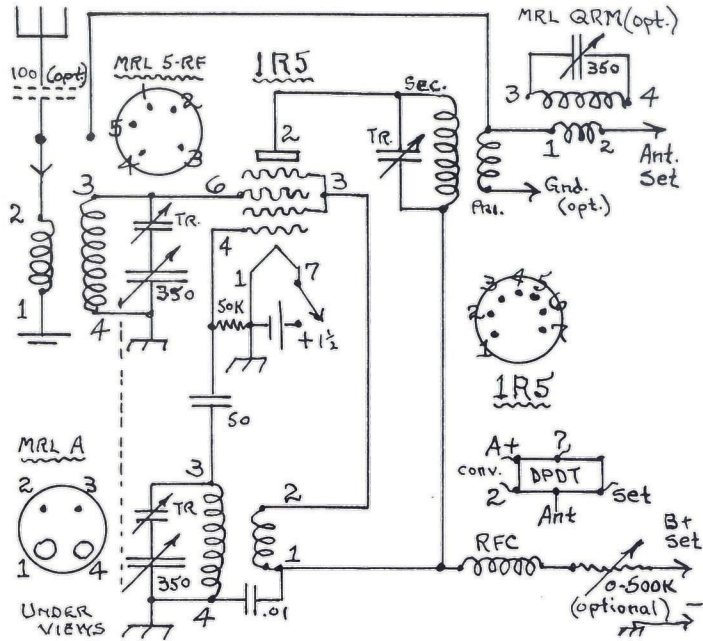 MRL QRM (opt.)
350
3
4
1
2
Ant.
Set
Gnd.
(opt.)
Pri.
Sec.
TR.
100 (opt)
MRL 5-RF
1
2
3
4
5
1R5
2
6
3
4
1
7
50K
+1½
50
2
1
3
TR.
350
4
3
4
5
6
2
7
1
1R5
A+
7
conv.
DPDT
2
Set
Ant
MRL A
2
3
1
4
UNDER
VIEWS
3
TR
350
4
2
1
.01
RFC
B+
Set
0-500K
(optional)
-